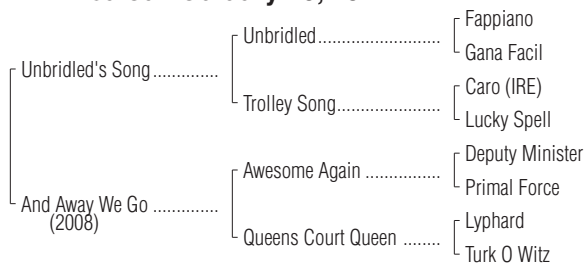 Fappiano
Unbridled........................
Gana Facil
Unbridled's Song .............
Caro (IRE)
Trolley Song....................
Lucky Spell
Deputy Minister
Awesome Again ...............
Primal Force
And Away We Go .............
(2008)
Lyphard
Queens Court Queen ........
Turk O Witz